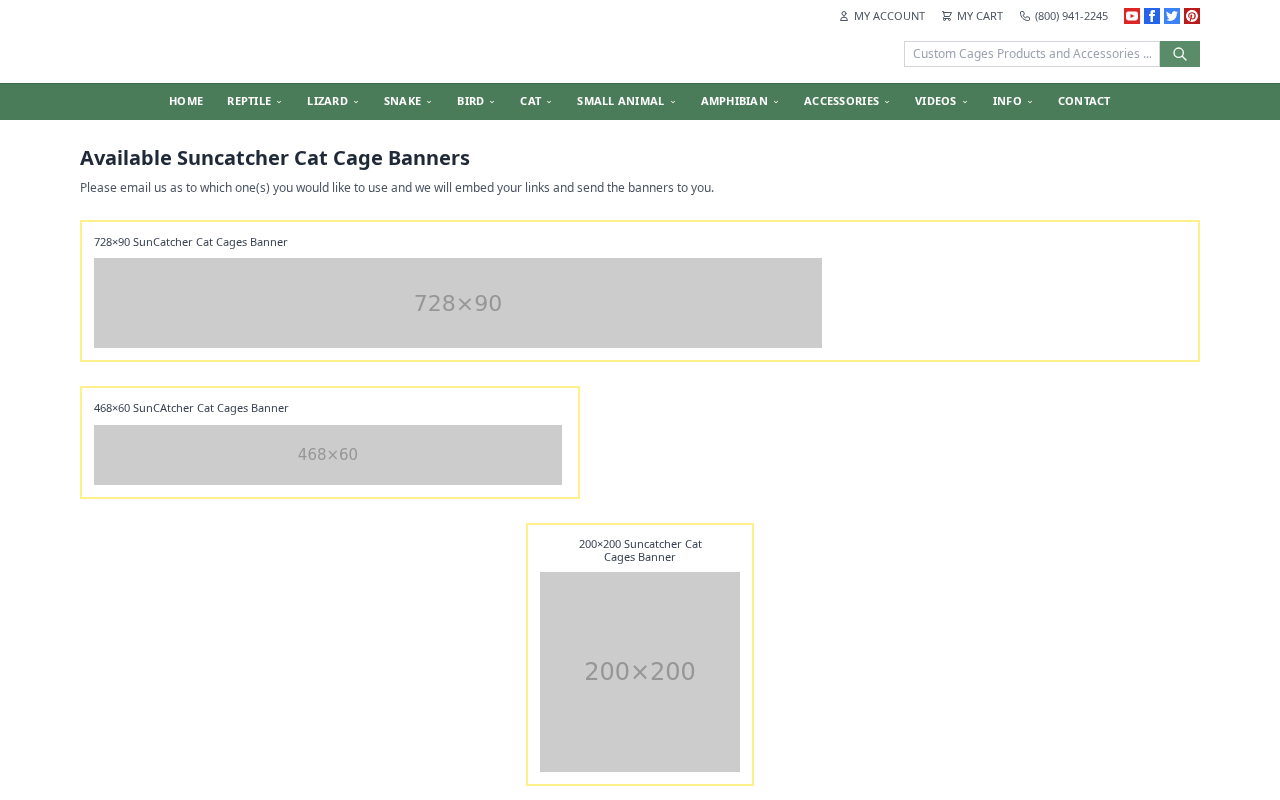 MY ACCOUNT MY CART (800) 941-2245
Custom Cages Products and Accessories ...
HOME REPTILE LIZARD SNAKE BIRD CAT SMALL ANIMAL AMPHIBIAN ACCESSORIES VIDEOS INFO CONTACT
Available Suncatcher Cat Cage Banners
Please email us as to which one(s) you would like to use and we will embed your links and send the banners to you.
728×90 SunCatcher Cat Cages Banner
728×90
468×60 SunCAtcher Cat Cages Banner
468×60
200×200 Suncatcher Cat
Cages Banner
200×200